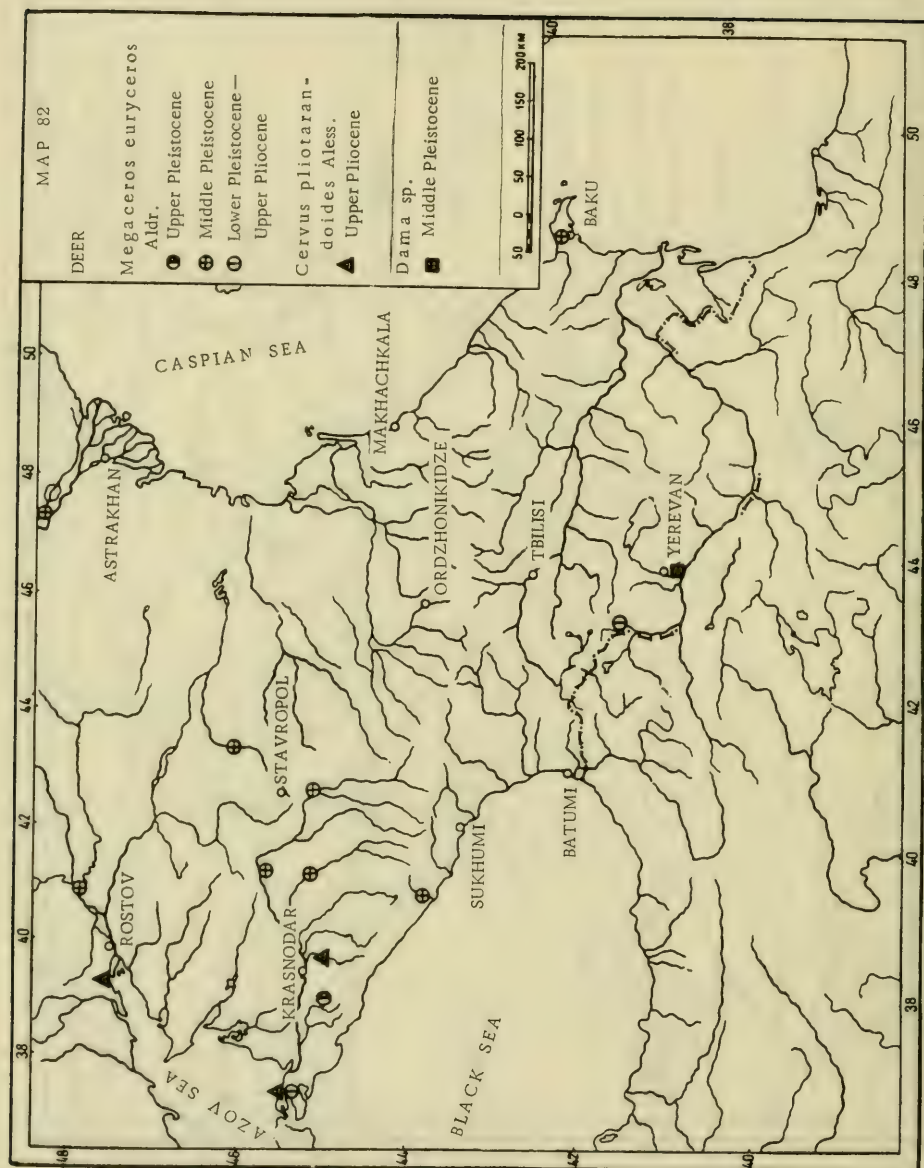 MAP 82
DEER
Megaceros euryceros
Aldr.
Upper Pleistocene
Middle Pleistocene
Lower Pleistocene—
Upper Pliocene
Cervus pliotaran-
doides Aless.
Upper Pliocene
Dama sp.
Middle Pleistocene
50 0 50 100 150 200 KM
44 46 48 50
48
46
44
42
40
40
38
38 40 42
38 40 42 44 46 48 50
AZOV SEA
ROSTOV
KRASNODAR
STAVROPOL
ASTRAKHAN
CASPIAN SEA
MAKHACHKALA
ORDZHONIKIDZE
SUKHUMI
BLACK SEA
BATUMI
TBILISI
YEREVAN
BAKU